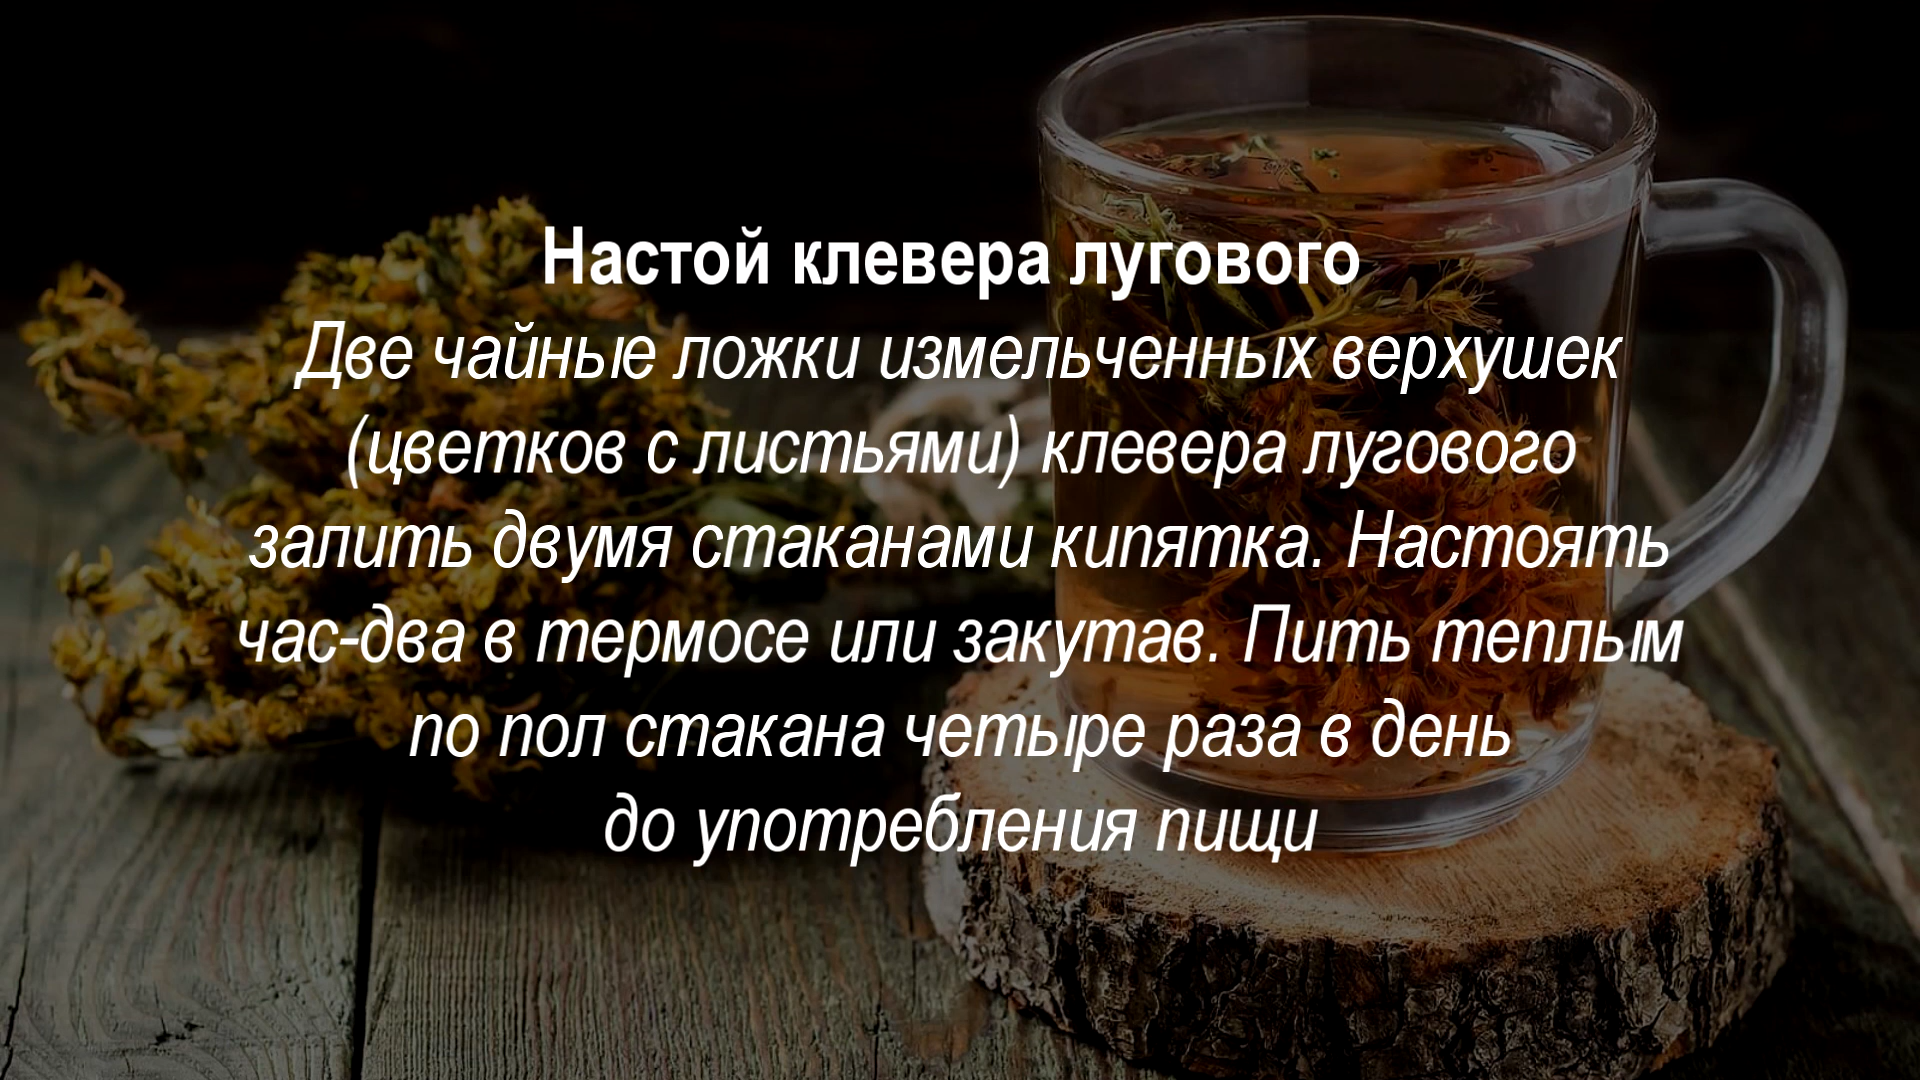 Настой клевера лугового
Две чайные ложки измельченных верхушек
(цветков с листьями) клевера лугового
залить двумя стаканами кипятка. Настоять
час-два в термосе или закутав. Пить теплым
по пол стакана четыре раза в день
до употребления пищи